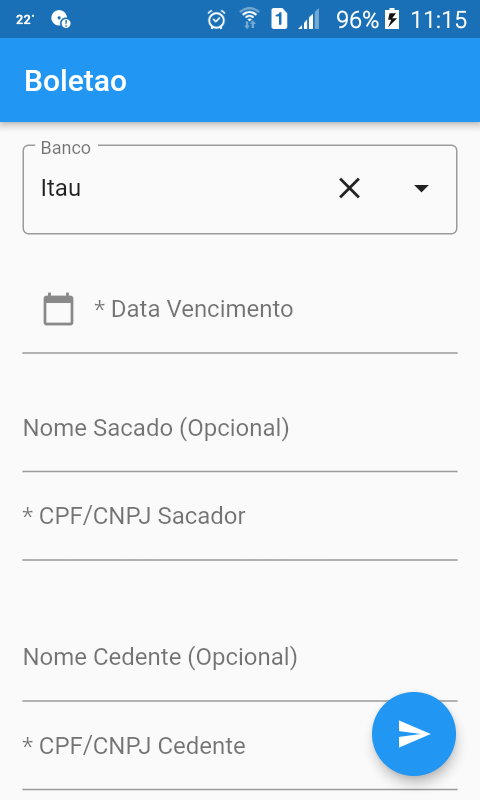 22°
1
96%
11:15
Boletao
Banco
Itau
* Data Vencimento
Nome Sacado (Opcional)
* CPF/CNPJ Sacador
Nome Cedente (Opcional)
* CPF/CNPJ Cedente